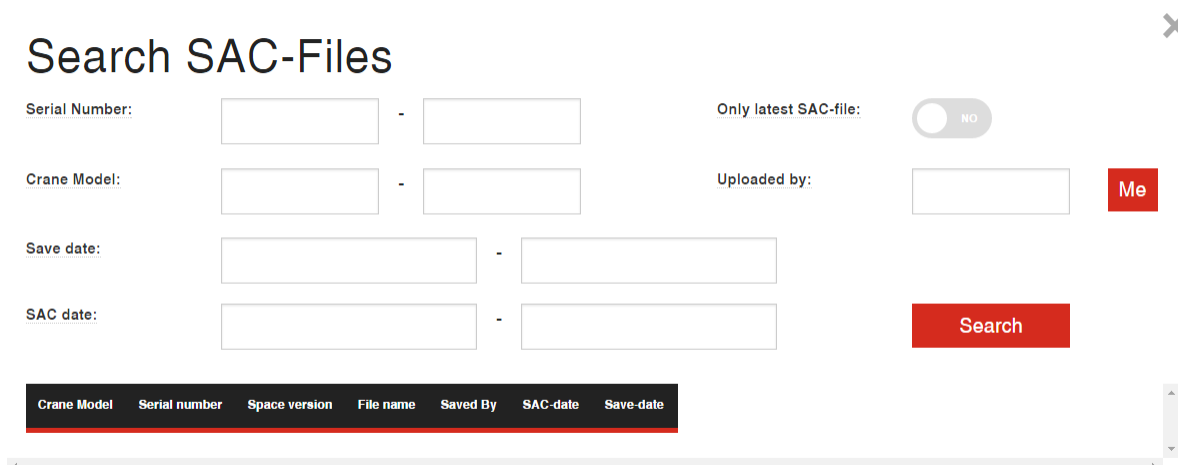 Search SAC-Files
Serial Number: - Only latest SAC-file: NO
Crane Model: - Uploaded by: Me
Save date: -
SAC date: - Search
Crane Model Serial number Space version File name Saved By SAC-date Save-date